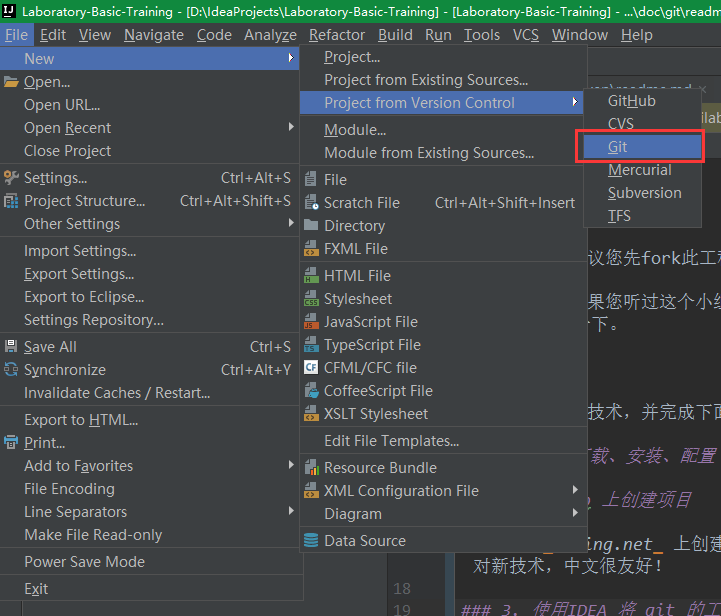 Laboratory-Basic-Training - [D:\IdeaProjects\Laboratory-Basic-Training] - [Laboratory-Basic-Training] - ...\doc\git\readm
File Edit View Navigate Code Analyze Refactor Build Run Tools VCS Window Help
New
Open...
Open URL...
Open Recent
Close Project
Settings... Ctrl+Alt+S
Project Structure... Ctrl+Alt+Shift+S
Other Settings
Import Settings...
Export Settings...
Export to Eclipse...
Settings Repository...
Save All Ctrl+S
Synchronize Ctrl+Alt+Y
Invalidate Caches / Restart...
Export to HTML...
Print...
Add to Favorites
File Encoding
Line Separators
Make File Read-only
Power Save Mode
Exit
Project...
Project from Existing Sources...
Project from Version Control
Module...
Module from Existing Sources...
File
Scratch File Ctrl+Alt+Shift+Insert
Directory
FXML File
HTML File
Stylesheet
JavaScript File
TypeScript File
CFML/CFC file
CoffeeScript File
XSLT Stylesheet
Edit File Templates...
Resource Bundle
XML Configuration File
Diagram
Data Source
GitHub
CVS
Git
Mercurial
Subversion
TFS
议您先fork此工程
果您听过这个小组
下。
技术，并完成下面
载、安装、配置
上创建项目
ing.net_ 上创建
对新技术，中文很友好！
18
19 ### 3. 使用IDEA 将 git 的工